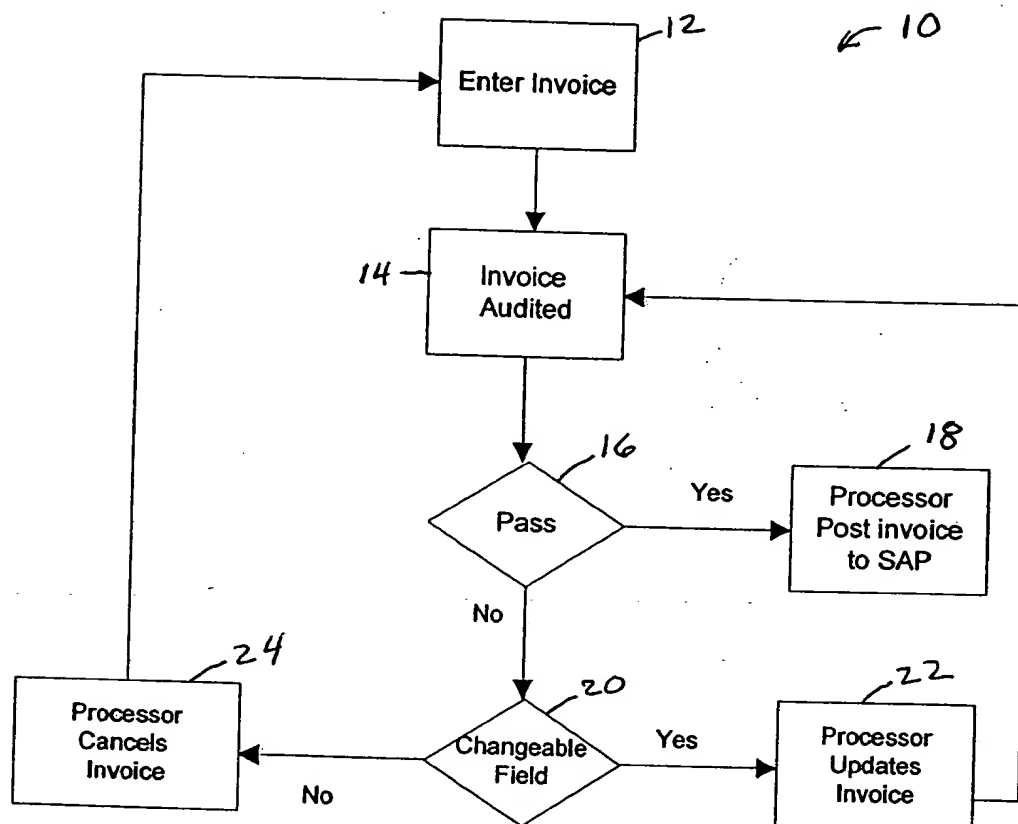 12
10
Enter Invoice
14
Invoice
Audited
16
Pass
Yes
18
Processor
Post invoice
to SAP
No
24
Processor
Cancels
Invoice
20
Changeable
Field
No
Yes
22
Processor
Updates
Invoice